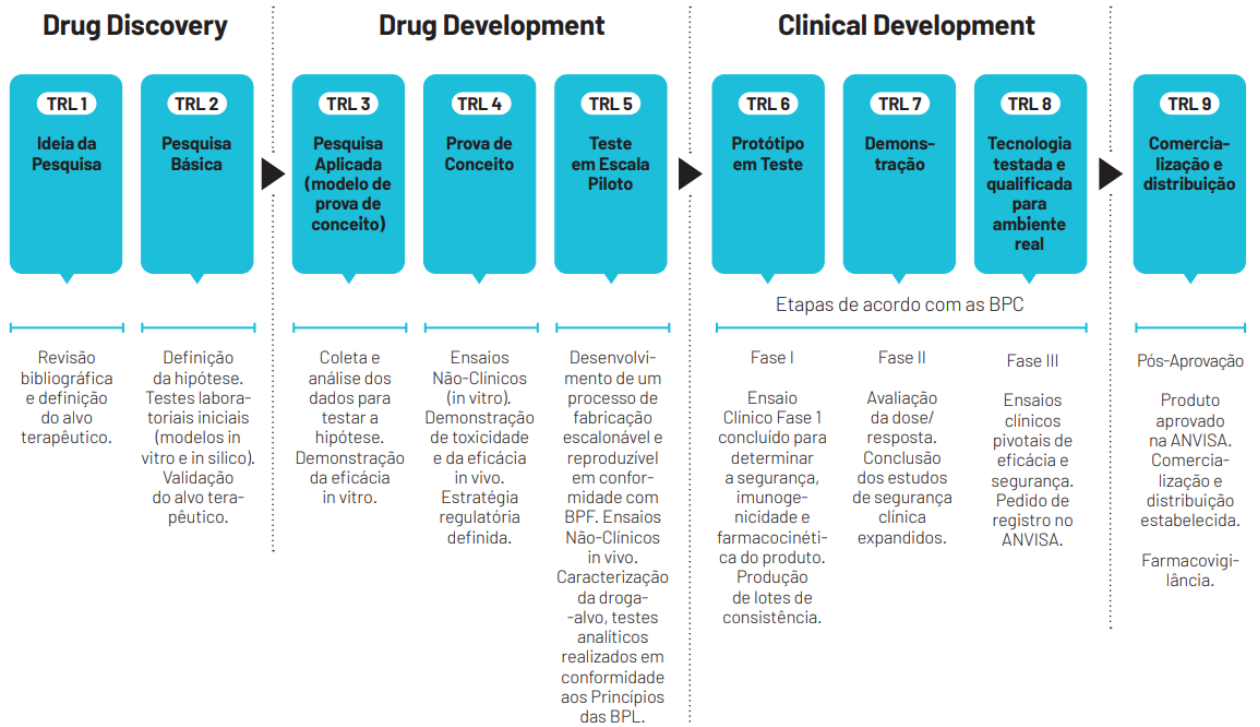 Drug Discovery
Drug Development
Clinical Development
TRL 1
Ideia da
Pesquisa
TRL 2
Pesquisa
Básica
TRL 3
Pesquisa
Aplicada
(modelo de
prova de
conceito)
TRL 4
Prova de
Conceito
TRL 5
Teste
em Escala
Piloto
TRL 6
Protótipo
em Teste
TRL 7
Demons-
tração
TRL 8
Tecnologia
testada e
qualificada
para
ambiente
real
TRL 9
Comercia-
lização e
distribuição
Etapas de acordo com as BPC
Revisão
bibliográfica
e definição
do alvo
terapêutico.
Definição
da hipótese.
Testes labora-
toriais iniciais
(modelos in
vitro e in silico).
Validação
do alvo tera-
pêutico.
Coleta e
análise dos
dados para
testar a
hipótese.
Demonstração
da eficácia
in vitro.
Ensaios
Não-Clínicos
(in vitro).
Demonstração
de toxicidade
e da eficácia
in vivo.
Estratégia
regulatória
definida.
Desenvolvi-
mento de um
processo de
fabricação
escalonável e
reproduzível
em confor-
midade com
BPF. Ensaios
Não-Clínicos
in vivo.
Caracterização
da droga-
-alvo, testes
analíticos
realizados em
conformidade
aos Princípios
das BPL.
Fase I
Ensaio
Clínico Fase 1
concluído para
determinar
a segurança,
imunoge-
nicidade e
farmacocinéti-
ca do produto.
Produção
de lotes de
consistência.
Fase II
Avaliação
da dose/
resposta.
Conclusão
dos estudos
de segurança
clínica
expandidos.
Fase III
Ensaios
clínicos
pivotais de
eficácia e
segurança.
Pedido de
registro no
ANVISA.
Pós-Aprovação
Produto
aprovado
na ANVISA.
Comercia-
lização e
distribuição
estabelecida.
Farmacovigi-
lância.